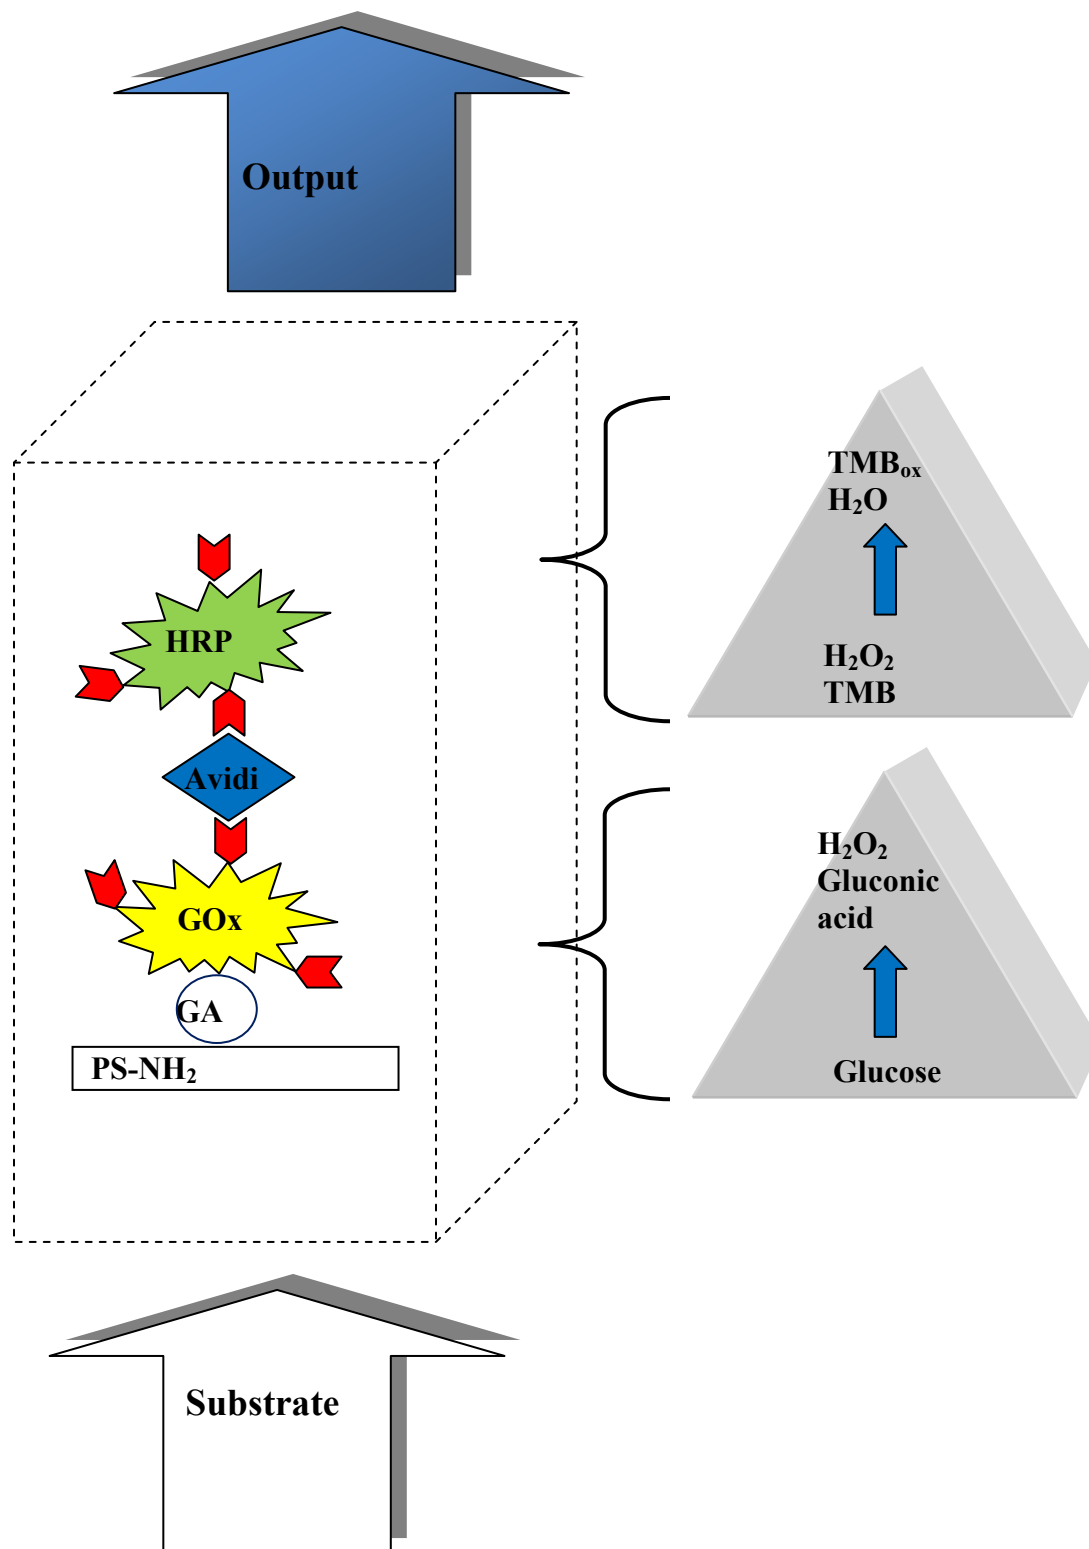 Output
TMBox
H2O
H2O2
TMB
HRP
Avidi
GOx
GA
PS-NH2
H2O2
Gluconic
acid
Glucose
Substrate